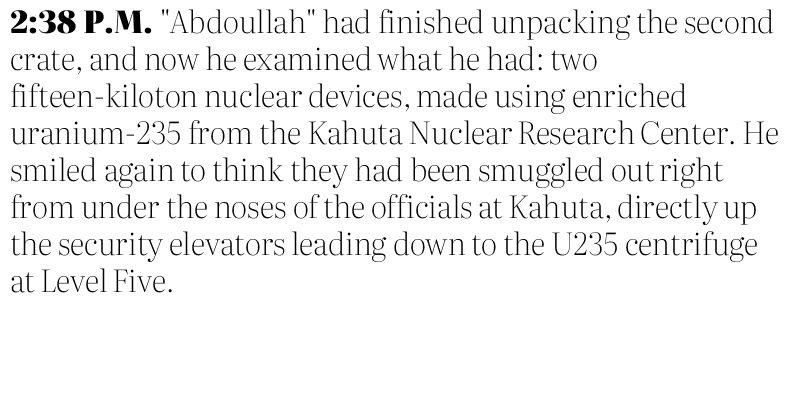 2:38 P.M. "Abdoullah" had finished unpacking the second
crate, and now he examined what he had: two
fifteen-kiloton nuclear devices, made using enriched
uranium-235 from the Kahuta Nuclear Research Center. He
smiled again to think they had been smuggled out right
from under the noses of the officials at Kahuta, directly up
the security elevators leading down to the U235 centrifuge
at Level Five.